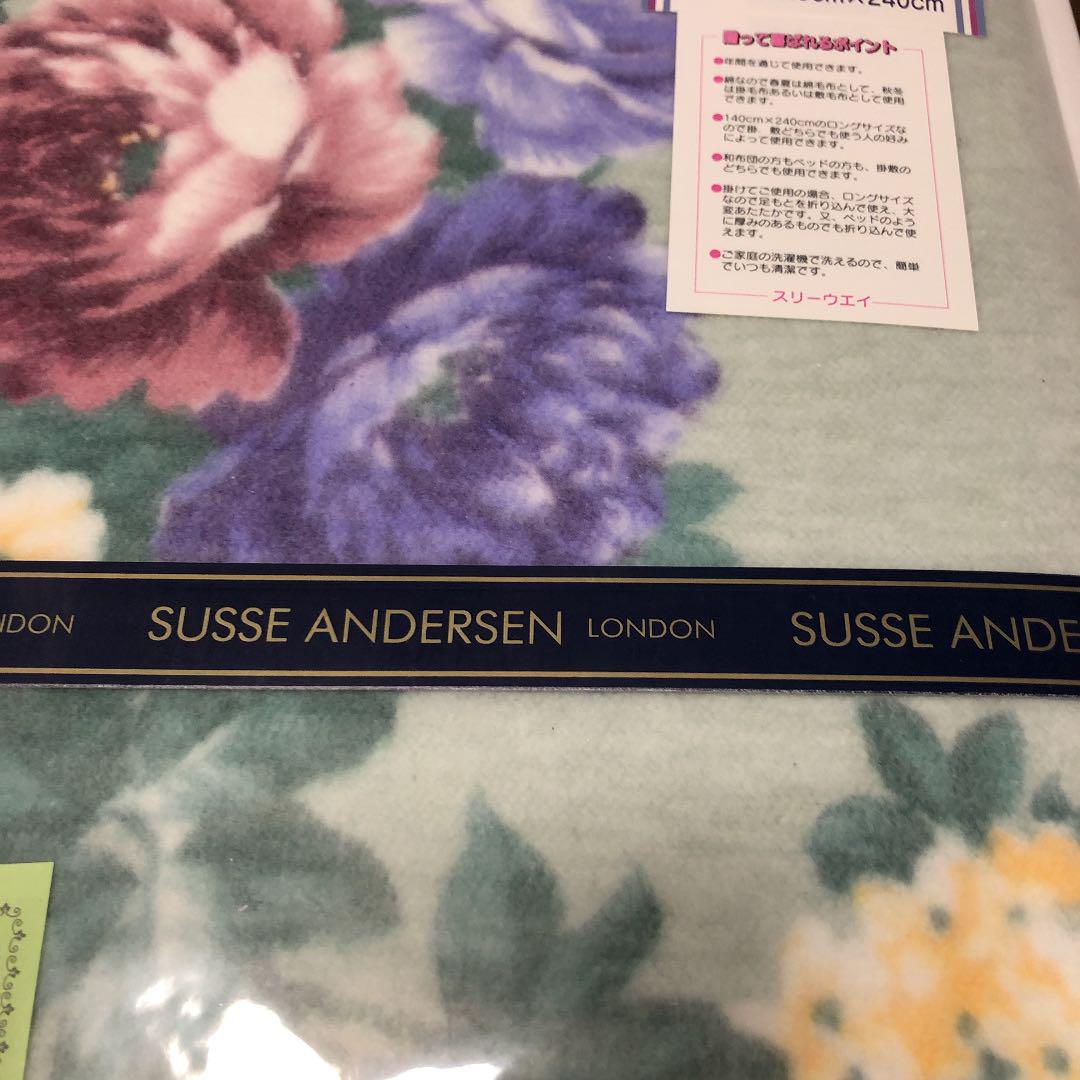 ×240cm
贈って喜ばれるポイント
●年間を通じて使用できます。
●綿なので春夏は綿毛布として、秋冬
は掛毛布あるいは敷毛布として使用
できます。
●140cm×240cmのロングサイズな
ので掛、敷どちらでも使う人の好み
によって使用できます。
●和布団の方もベッドの方も、掛敷の
どちらでも使用できます。
●掛けてご使用の場合、ロングサイズ
なので足もとを折り込んで使え、大
変あたたかです。又、ベッドのよう
に厚みのあるものでも折り込んで使
えます。
●ご家庭の洗濯機で洗えるので、簡単
でいつも清潔です。
スリーウエイ
NDON SUSSE ANDERSEN LONDON SUSSE ANDE